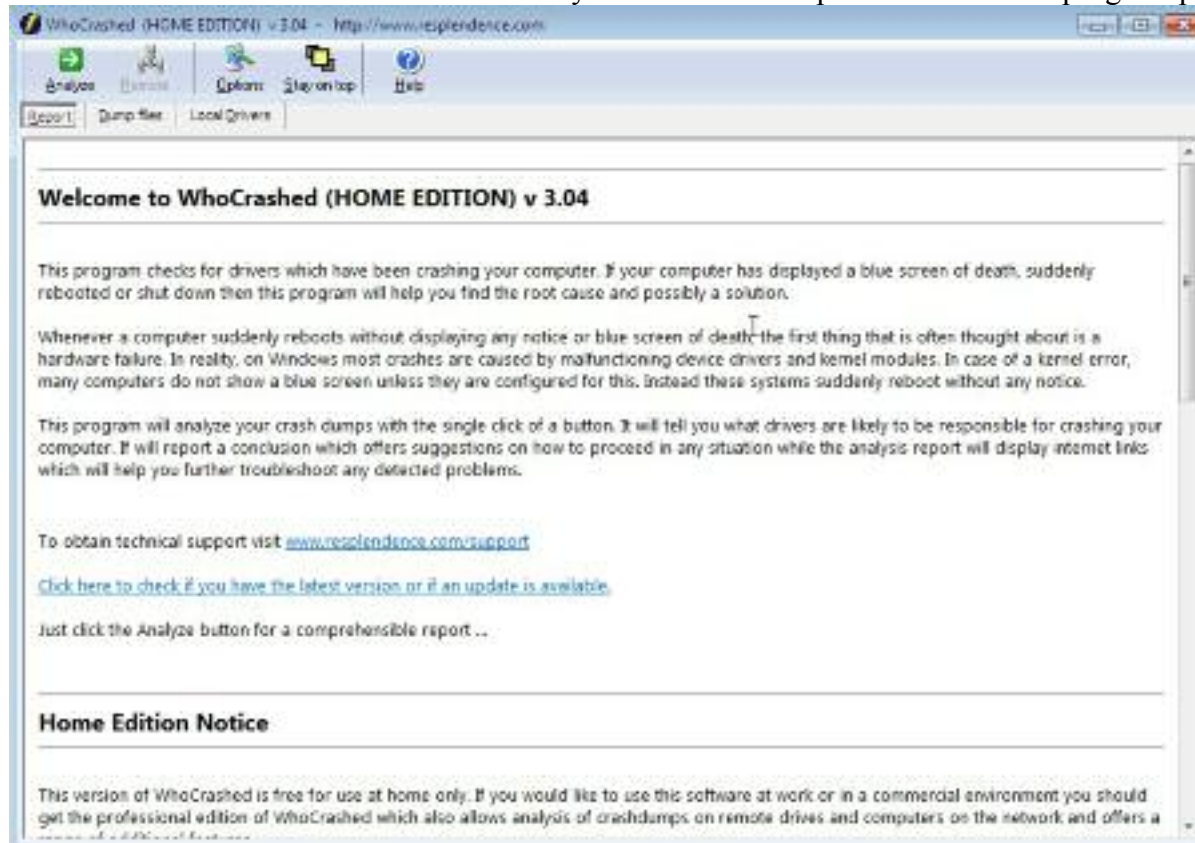 WhoCrashed (HOME EDITION) v 3.04 - http://www.resplendence.com
Analyze Options Stay on top Help
Report Dump files Local Drivers
Welcome to WhoCrashed (HOME EDITION) v 3.04
This program checks for drivers which have been crashing your computer. If your computer has displayed a blue screen of death, suddenly
rebooted or shut down then this program will help you find the root cause and possibly a solution.
Whenever a computer suddenly reboots without displaying any notice or blue screen of death, the first thing that is often thought about is a
hardware failure. In reality, on Windows most crashes are caused by malfunctioning device drivers and kernel modules. In case of a kernel error,
many computers do not show a blue screen unless they are configured for this. Instead these systems suddenly reboot without any notice.
This program will analyze your crash dumps with the single click of a button. It will tell you what drivers are likely to be responsible for crashing your
computer. If will report a conclusion which offers suggestions on how to proceed in any situation while the analysis report will display internet links
which will help you further troubleshoot any detected problems.
To obtain technical support visit www.resplendence.com/support
Click here to check if you have the latest version or if an update is available.
Just click the Analyze button for a comprehensible report ...
Home Edition Notice
This version of WhoCrashed is free for use at home only. If you would like to use this software at work or in a commercial environment you should
get the professional edition of WhoCrashed which also allows analysis of crashdumps on remote drives and computers on the network and offers a